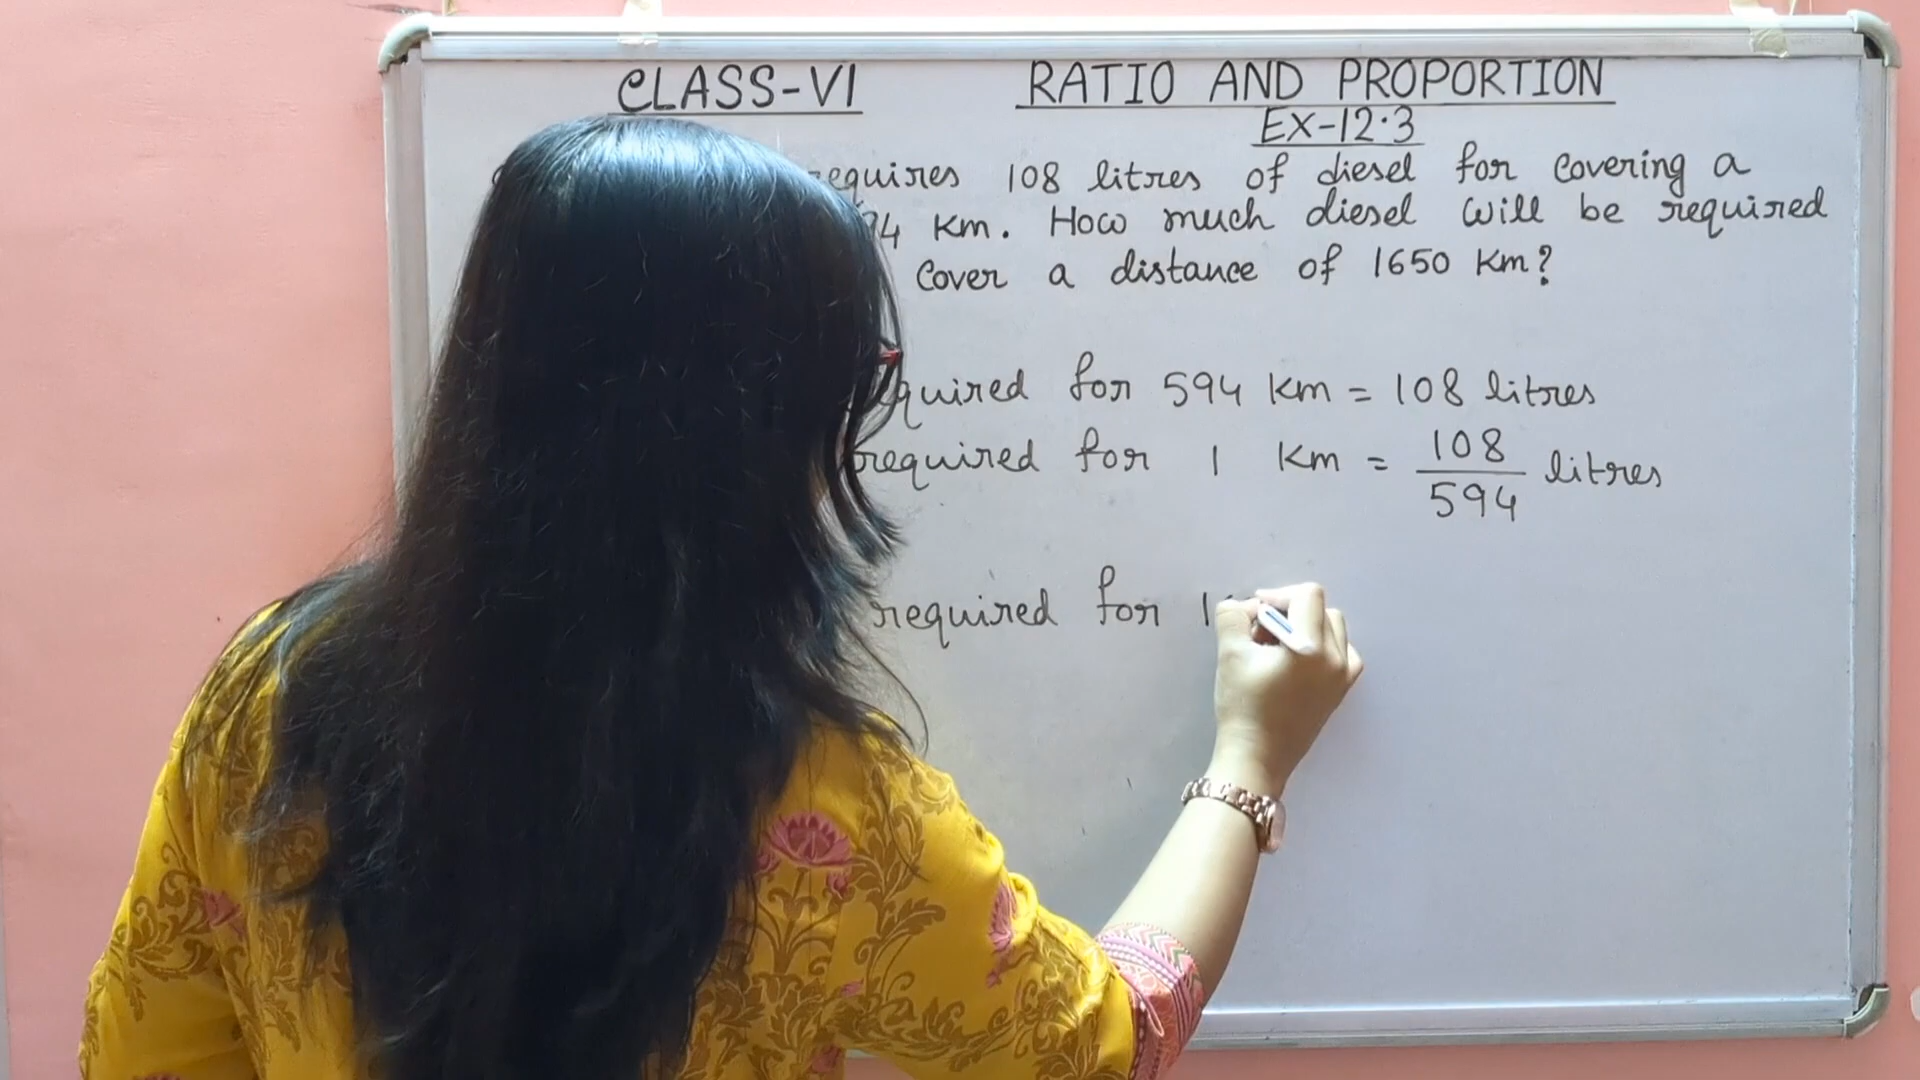 CLASS-VI RATIO AND PROPORTION
EX-12.3
requires 108 litres of diesel for covering a
Km. How much diesel will be required
cover a distance of 1650 Km?
for 594 Km = 108 litres
required for 1 Km = 108/594 litres
required for